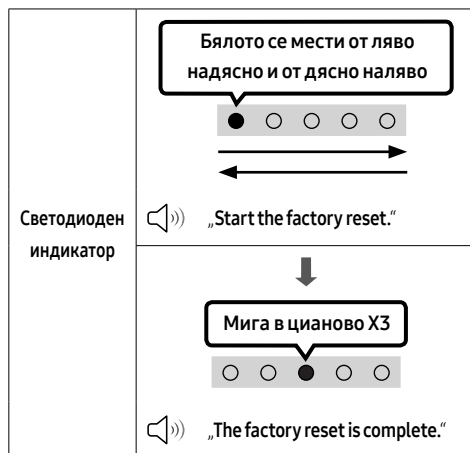 Бялото се мести от ляво
надясно и от дясно наляво
Светодиоден
индикатор
„Start the factory reset.“
Мига в цианово X3
„The factory reset is complete.“